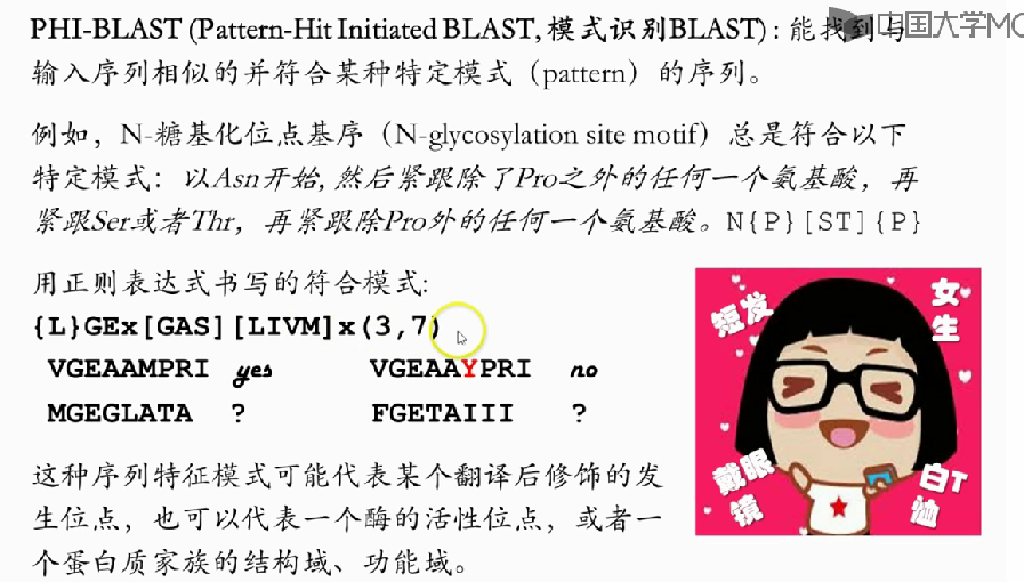 中国大学MO
PHI-BLAST (Pattern-Hit Initiated BLAST, 模式识别BLAST) : 能找到与
输入序列相似的并符合某种特定模式（pattern）的序列。
例如，N-糖基化位点基序（N-glycosylation site motif）总是符合以下
特定模式：以Asn开始, 然后紧跟除了Pro之外的任何一个氨基酸，再
紧跟Ser或者Thr，再紧跟除Pro外的任何一个氨基酸。N{P}[ST]{P}
用正则表达式书写的符合模式:
{L}GEx[GAS][LIVM]x(3,7)
VGEAAMPRI yes VGEAAYPRI no
MGEGLATA ? FGETAIII ?
这种序列特征模式可能代表某个翻译后修饰的发
生位点，也可以代表一个酶的活性位点，或者一
个蛋白质家族的结构域、功能域。
短发
女生
戴眼镜
白T恤